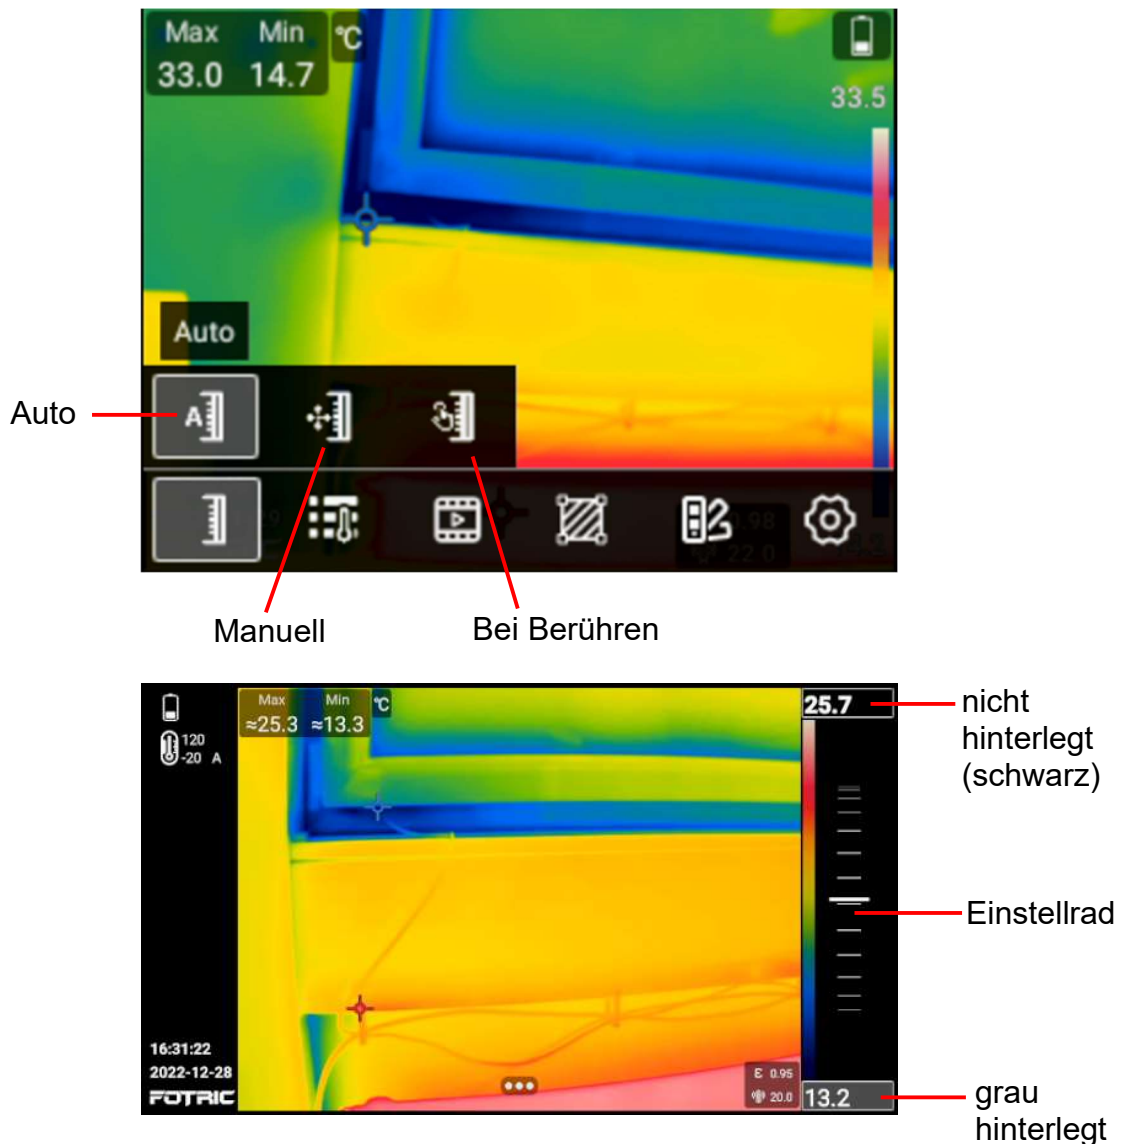 Max Min °C
33.0 14.7
33.5
Auto
Auto
A
Manuell
Bei Berühren
Max Min °C
≈25.3 ≈13.3
25.7
nicht
hinterlegt
(schwarz)
120
-20 A
Einstellrad
16:31:22
2022-12-28
FOTRIC
ε 0.95
20.0
13.2
grau
hinterlegt